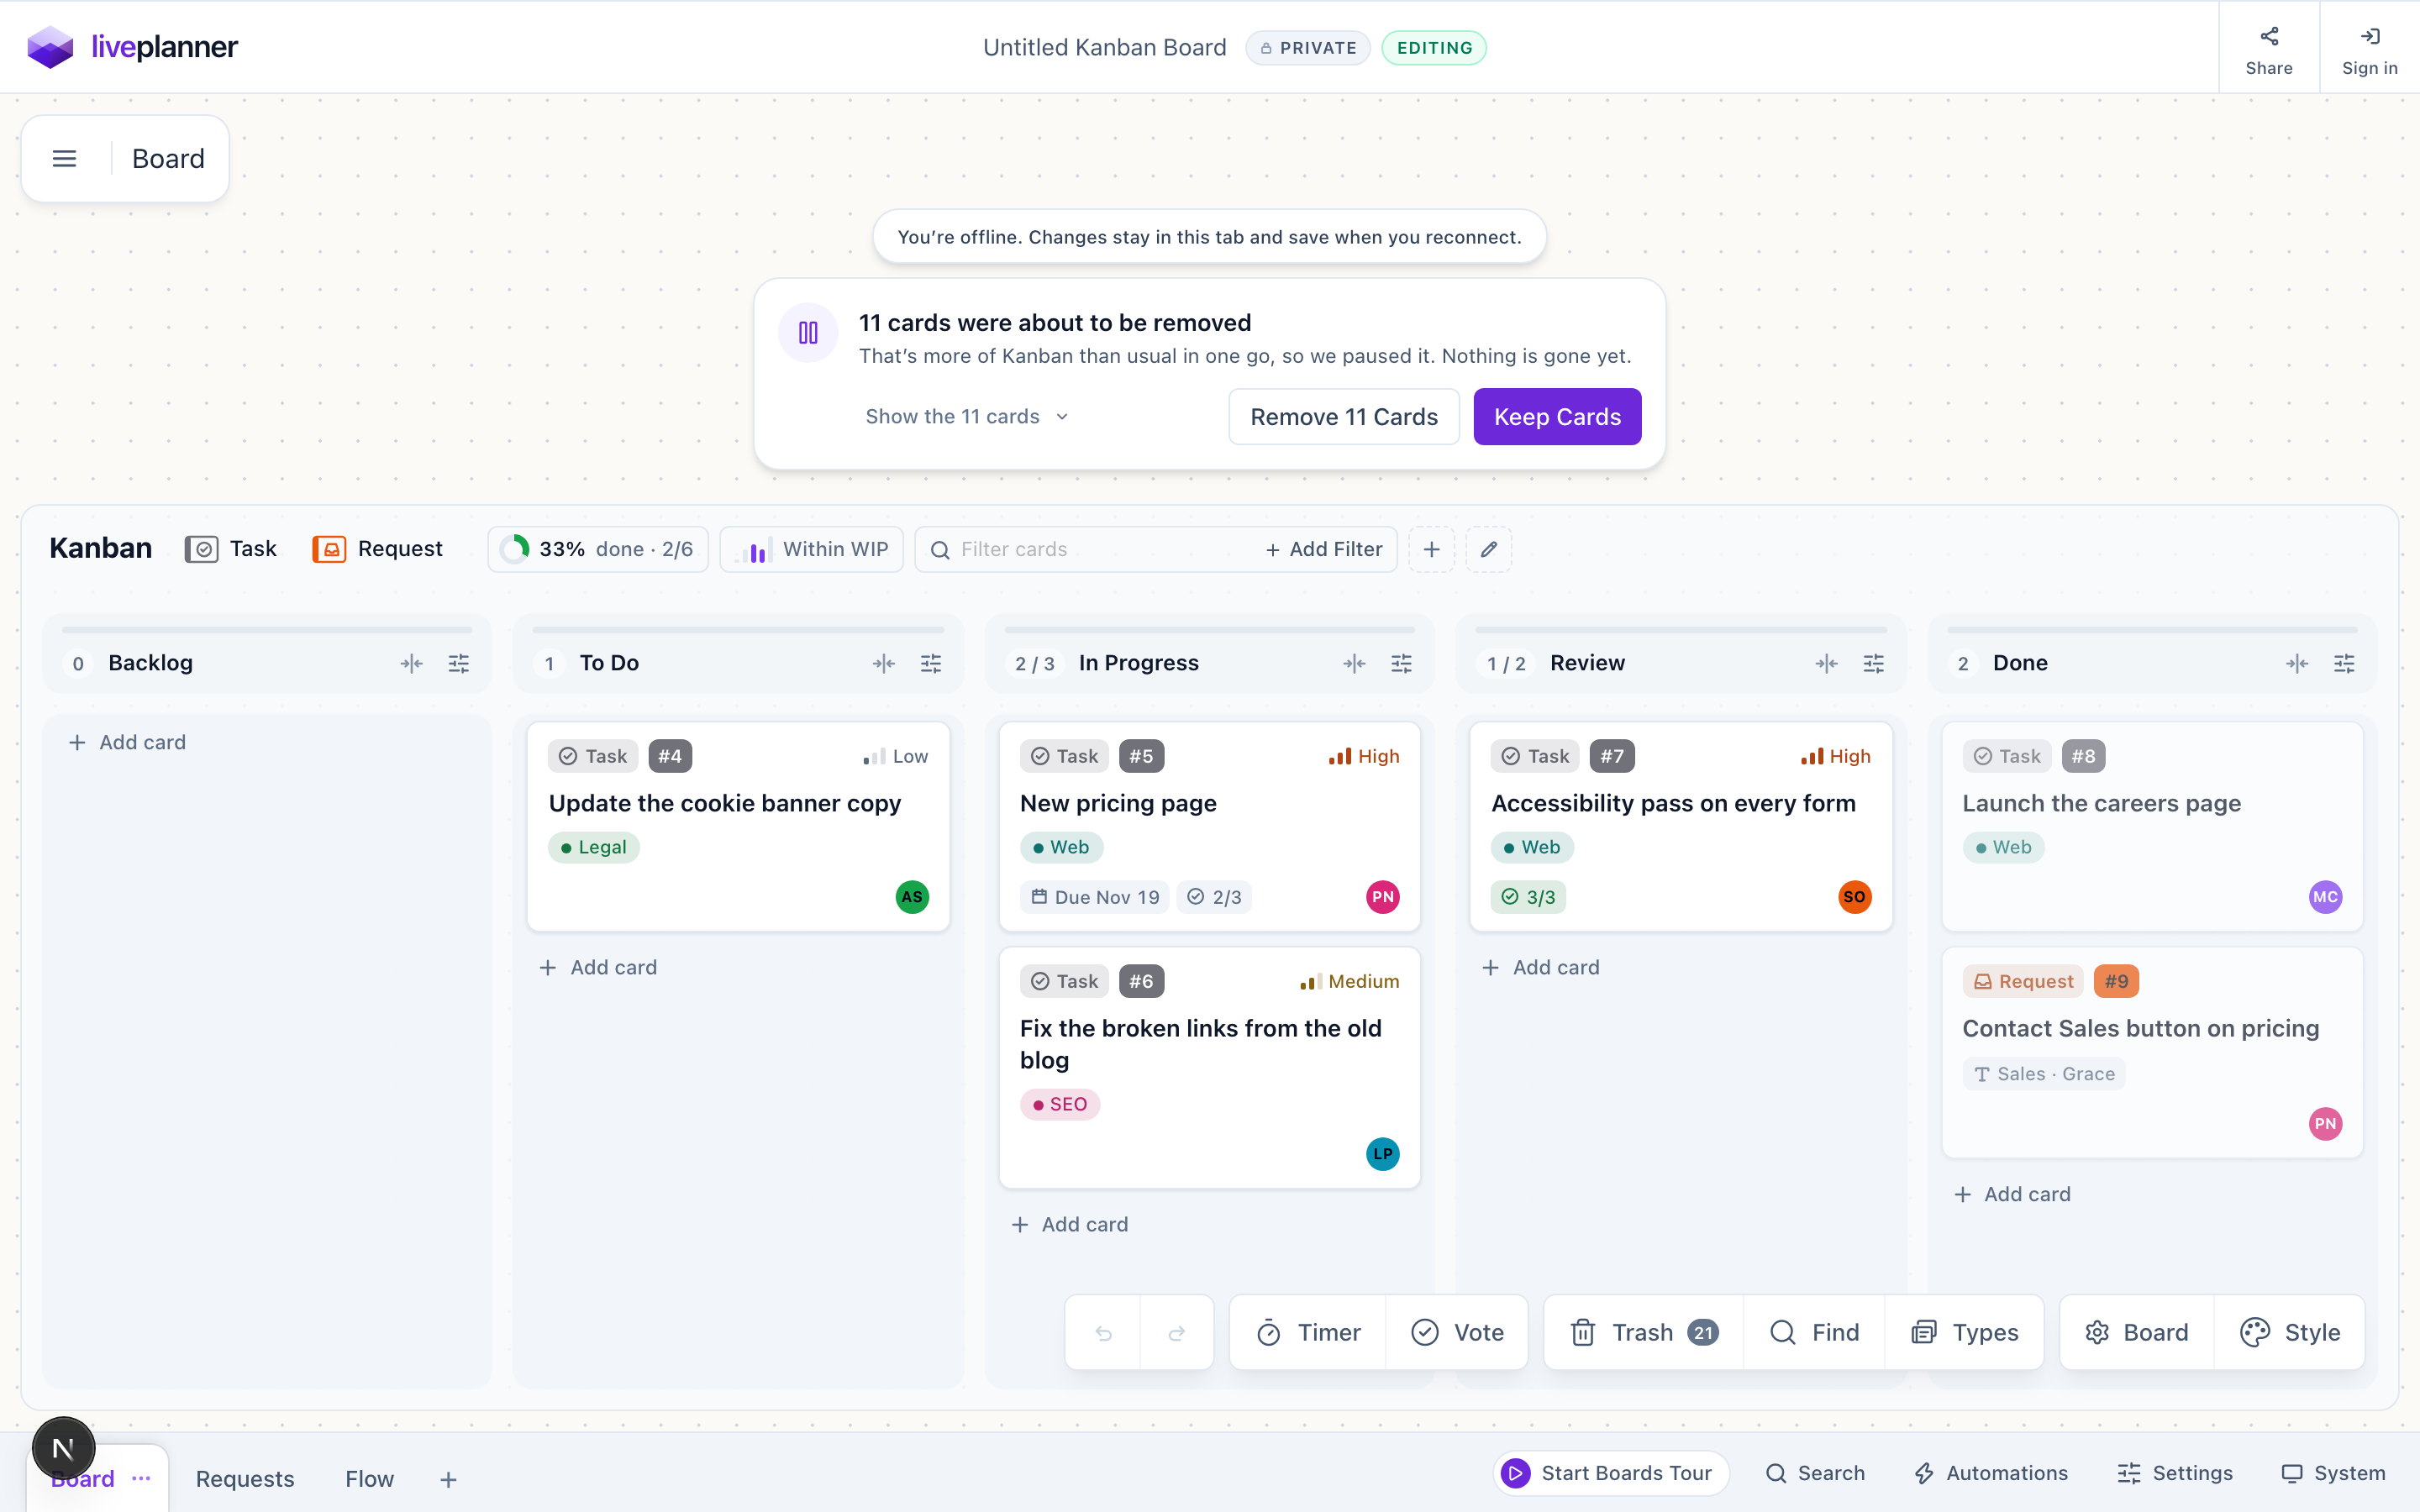 liveplanner
Untitled Kanban Board
PRIVATE
EDITING
Share
Sign in
Board
You're offline. Changes stay in this tab and save when you reconnect.
11 cards were about to be removed
That's more of Kanban than usual in one go, so we paused it. Nothing is gone yet.
Show the 11 cards
Remove 11 Cards
Keep Cards
Kanban
Task
Request
33% done · 2/6
Within WIP
Filter cards
+ Add Filter
0 Backlog
+ Add card
1 To Do
Task #4 Low
Update the cookie banner copy
Legal
AS
+ Add card
2 / 3 In Progress
Task #5 High
New pricing page
Web
Due Nov 19 2/3 PN
Task #6 Medium
Fix the broken links from the old
blog
SEO
LP
+ Add card
1 / 2 Review
Task #7 High
Accessibility pass on every form
Web
3/3 SO
+ Add card
2 Done
Task #8
Launch the careers page
Web
MC
Request #9
Contact Sales button on pricing
Sales · Grace
PN
+ Add card
Timer
Vote
Trash 21
Find
Types
Board
Style
N
Board
Requests
Flow
+
Start Boards Tour
Search
Automations
Settings
System